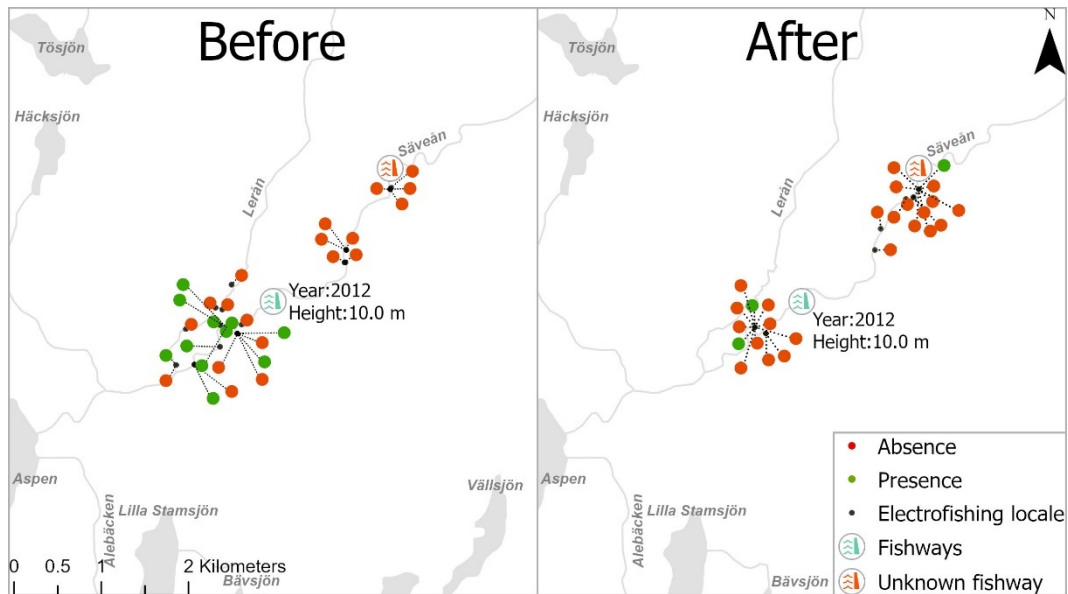 Before
Tösjön
Häcksjön
Säveån
Lerån
Year:2012
Height:10.0 m
Aspen
Alebäcken
Lilla Stamsjön
Vällsjön
Bävsjön
0 0.5 1 2 Kilometers
After
N
Tösjön
Häcksjön
Säveån
Lerån
Year:2012
Height:10.0 m
Aspen
Alebäcken
Lilla Stamsjön
Bävsjön
Absence
Presence
Electrofishing locale
Fishways
Unknown fishway